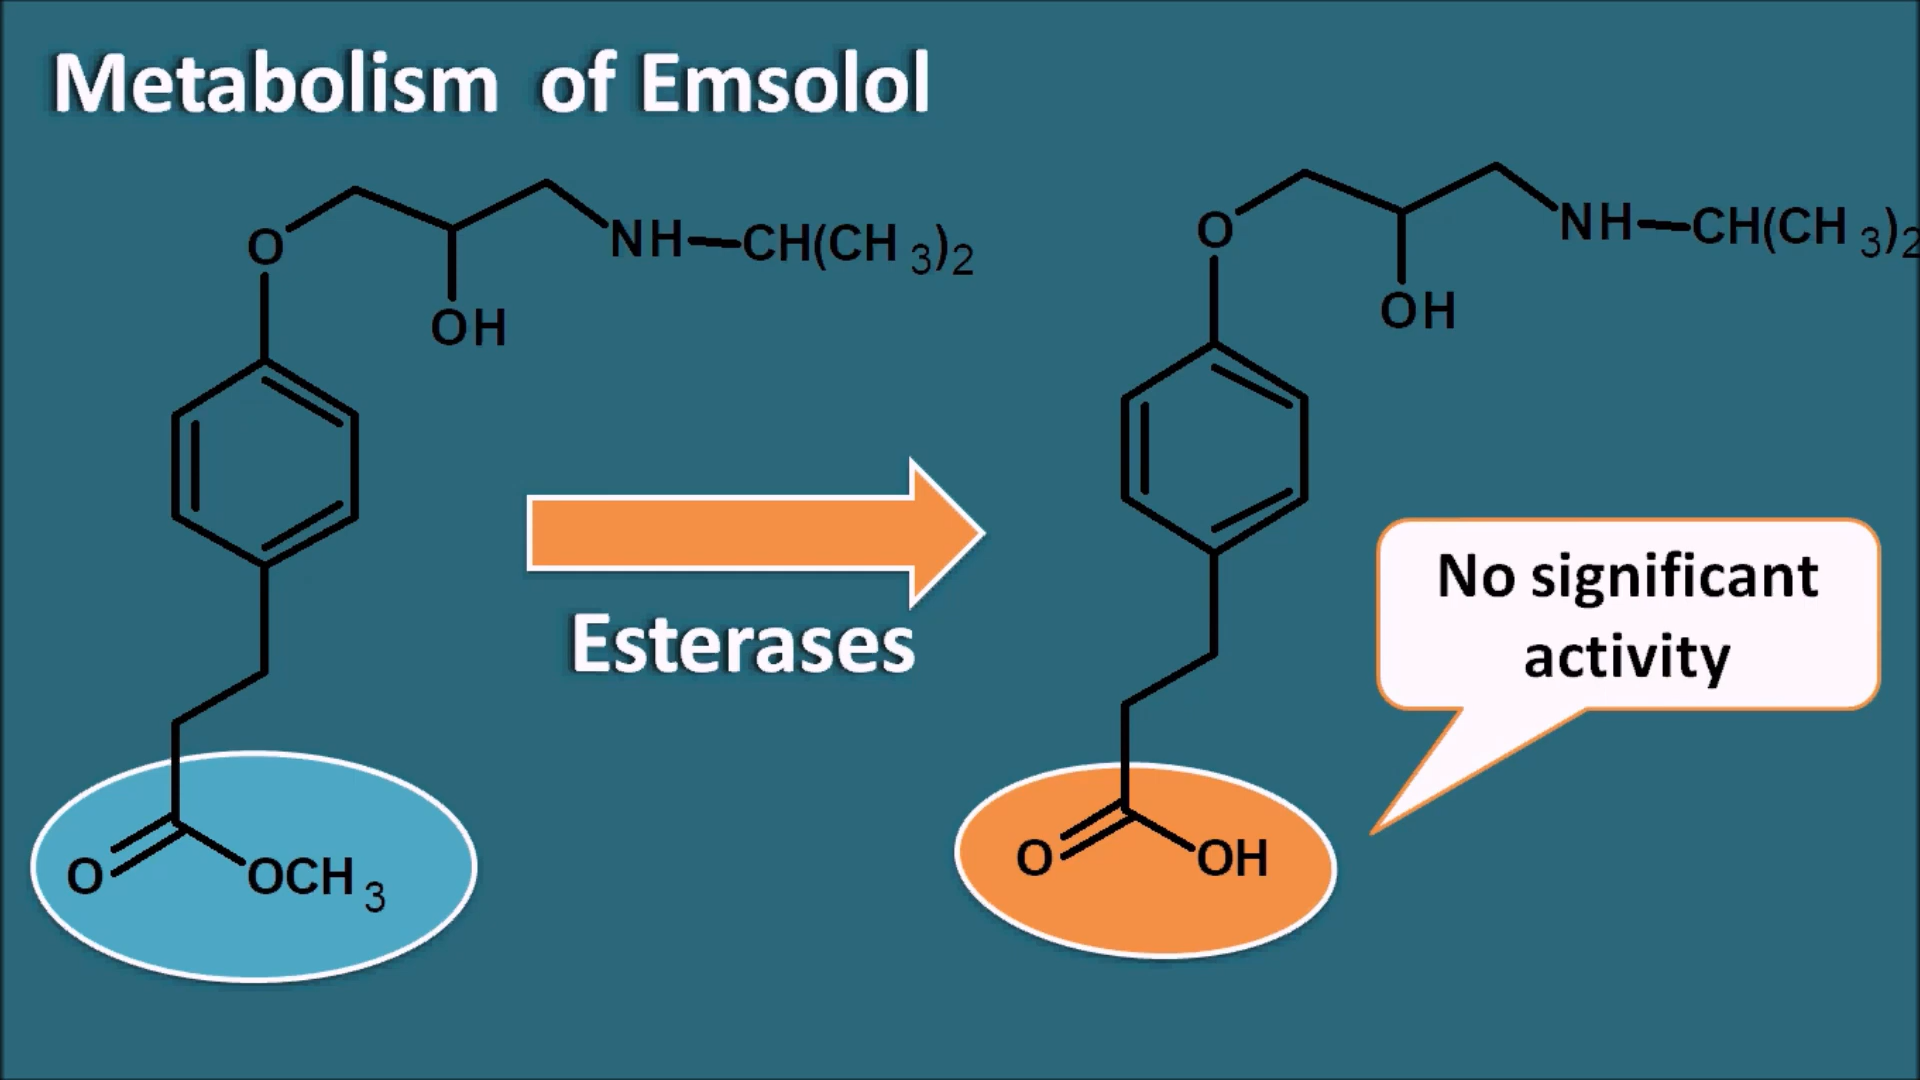 Metabolism of Emsolol
O
NH-CH(CH3)2
OH
O
NH-CH(CH3)2
OH
Esterases
No significant
activity
O
OCH3
O
OH